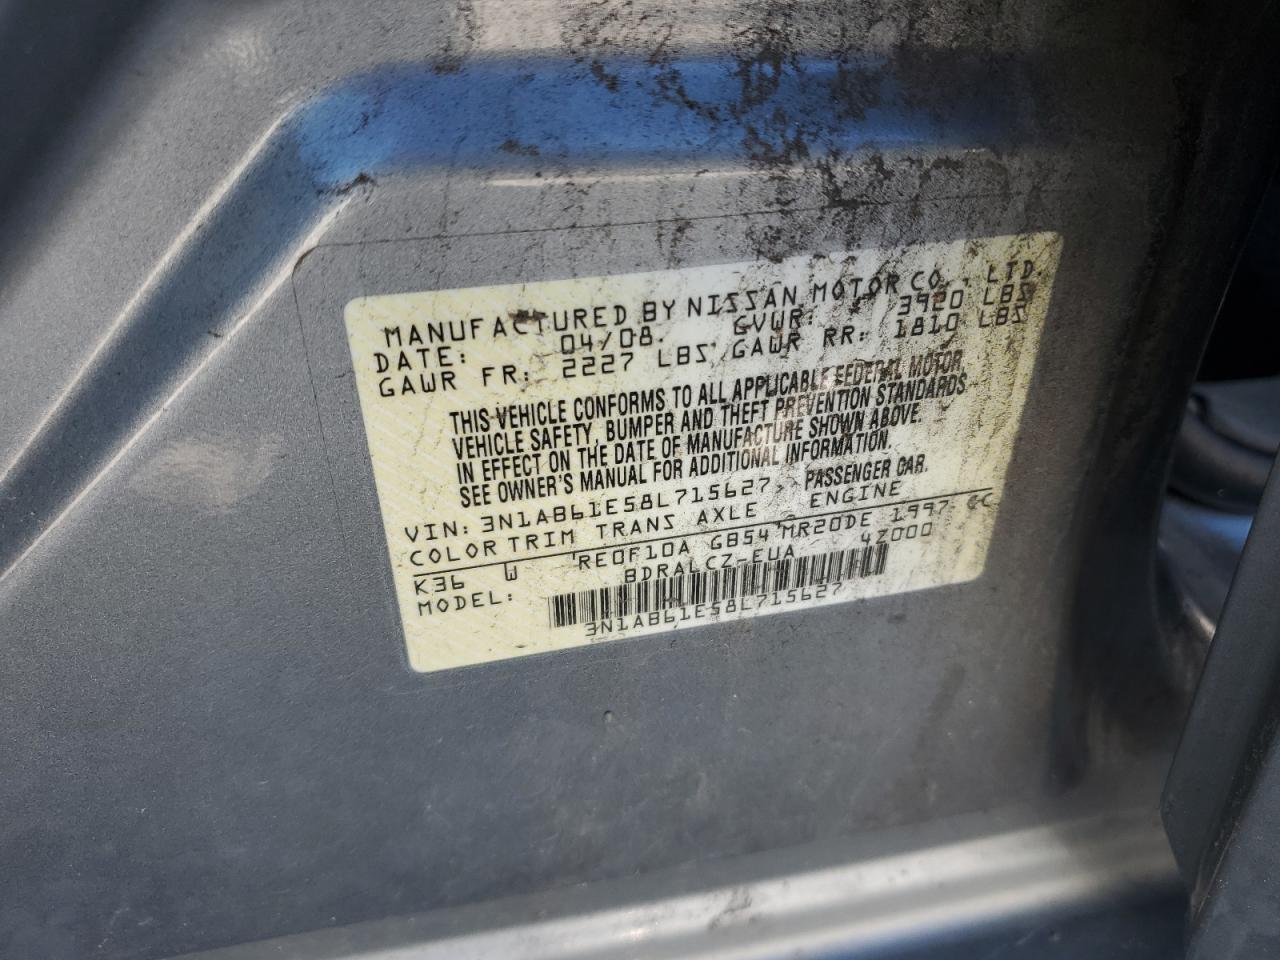 MANUFACTURED BY NISSAN MOTOR CO., LTD.
DATE: 04/08. GVWR: 3920 LBS
GAWR FR: 2227 LBS, GAWR RR: 1810 LBS
THIS VEHICLE CONFORMS TO ALL APPLICABLE FEDERAL MOTOR
VEHICLE SAFETY, BUMPER AND THEFT PREVENTION STANDARDS
IN EFFECT ON THE DATE OF MANUFACTURE SHOWN ABOVE.
SEE OWNER'S MANUAL FOR ADDITIONAL INFORMATION.
VIN: 3N1AB61E58L715627, PASSENGER CAR.
COLOR TRIM TRANS AXLE ENGINE
K36 W RE0F10A GB54 MR20DE 1997 CC
MODEL: BDRALCZ-EUA 4Z000
3N1AB61E58L715627